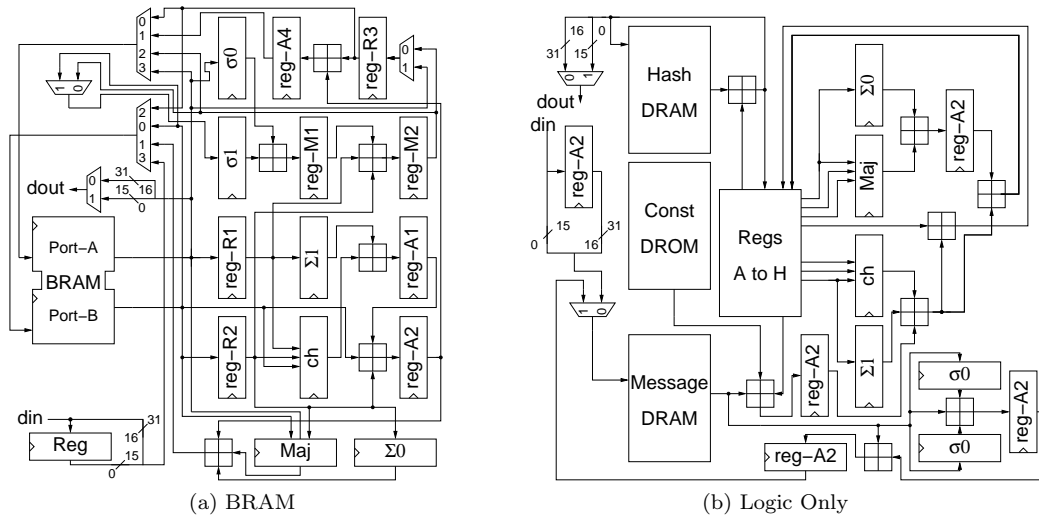 0
1
2
3
σ0
reg-A4
reg-R3
0
1
1
0
2
0
1
3
σ1
reg-M1
reg-M2
dout
0
1
31
16
15
0
Port-A
BRAM
Port-B
reg-R1
Σ1
reg-A1
reg-R2
ch
reg-A2
din
Reg
31
16
15
0
Maj
Σ0
(a) BRAM
16
31
15
0
0
1
dout
din
reg-A2
15
0
31
16
1
0
Hash
DRAM
Const
DROM
Message
DRAM
Regs
A to H
Σ0
Maj
reg-A2
ch
Σ1
reg-A2
reg-A2
σ0
σ0
reg-A2
(b) Logic Only